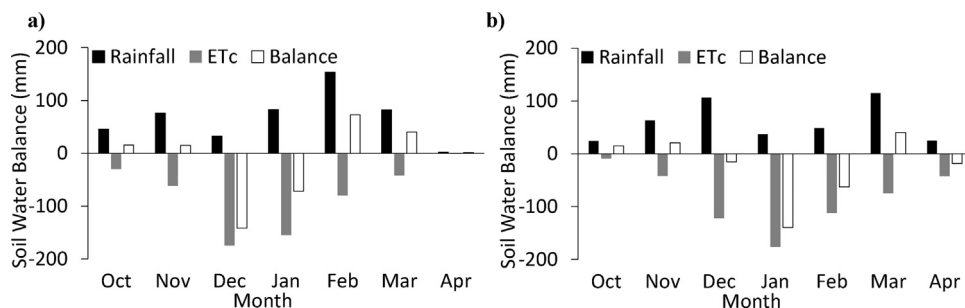 a)
Rainfall ETc Balance
Soil Water Balance (mm)
200
100
0
-100
-200
Oct Nov Dec Jan Feb Mar Apr
Month
b)
Rainfall ETc Balance
Soil Water Balance (mm)
200
100
0
-100
-200
Oct Nov Dec Jan Feb Mar Apr
Month